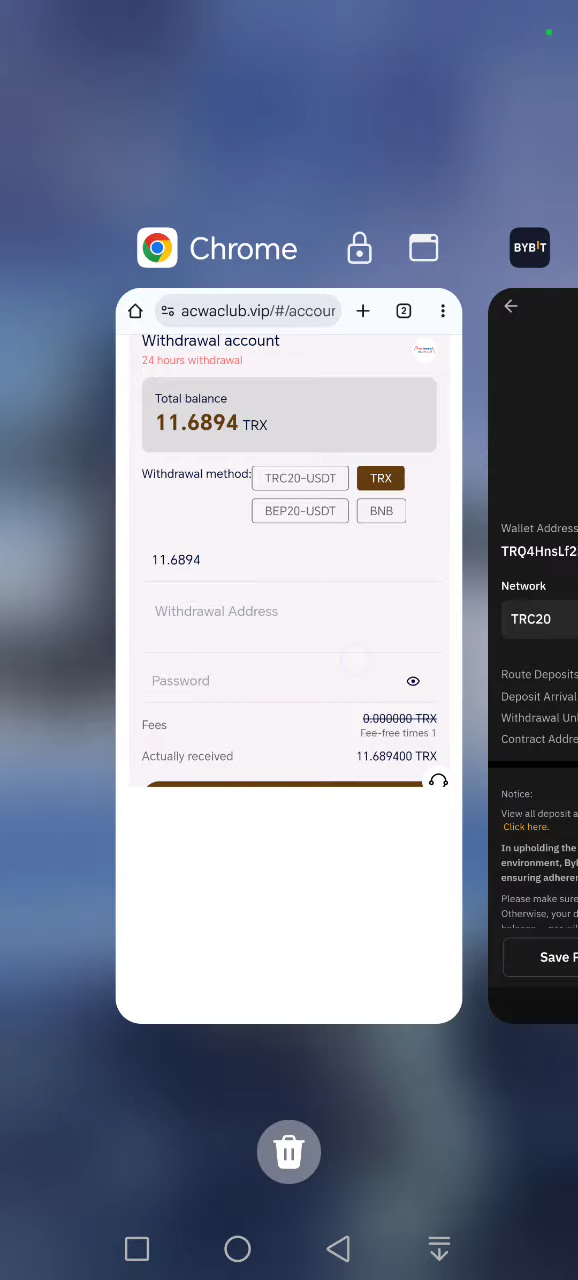 Chrome
BYBIT
acwaclub.vip/#/accour
2
Withdrawal account
24 hours withdrawal
Total balance
11.6894 TRX
Withdrawal method:
TRC20-USDT
TRX
BEP20-USDT
BNB
11.6894
Withdrawal Address
Password
Fees
0.000000 TRX
Fee-free times 1
Actually received
11.689400 TRX
Wallet Address
TRQ4HnsLf2
Network
TRC20
Route Deposits
Deposit Arrival
Withdrawal Un
Contract Addre
Notice:
View all deposit a
Click here.
In upholding the
environment, Byb
ensuring adheren
Please make sure
Otherwise, your d
Save P